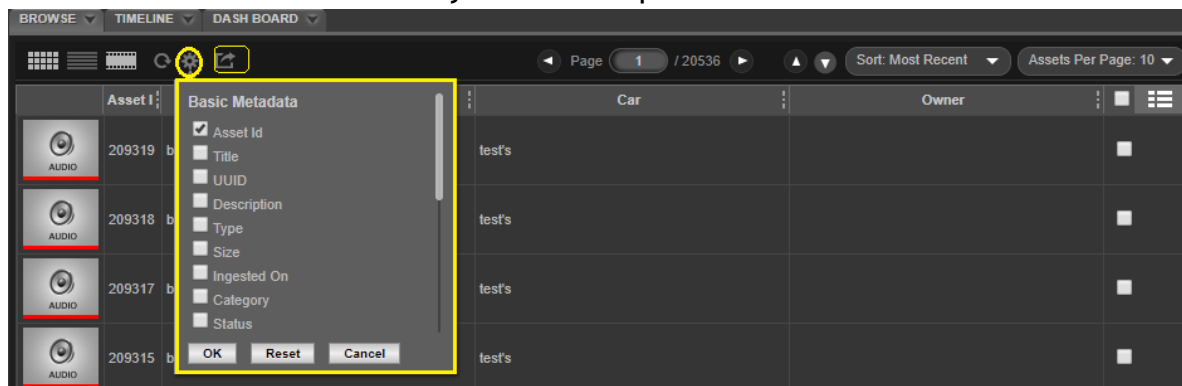 BROWSE TIMELINE DASH BOARD
Page 1 / 20536 Sort: Most Recent Assets Per Page: 10
Asset I Car Owner
Basic Metadata
Asset Id
Title
UUID
Description
Type
Size
Ingested On
Category
Status
OK Reset Cancel
AUDIO 209319 b test's
AUDIO 209318 b test's
AUDIO 209317 b test's
AUDIO 209315 b test's